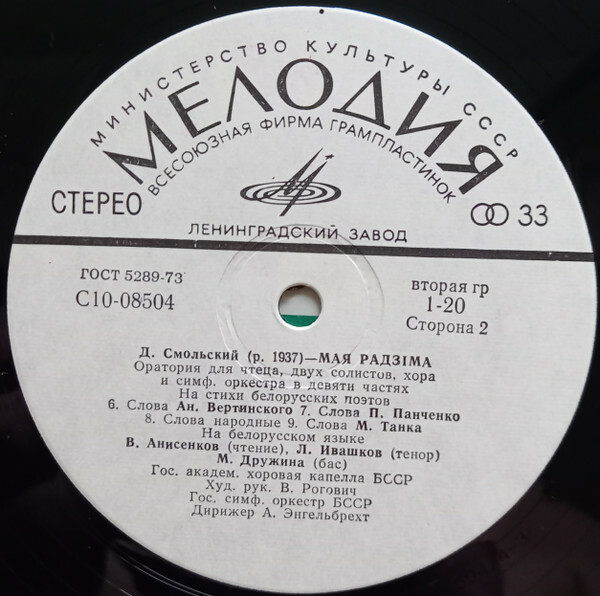 МИНИСТЕРСТВО КУЛЬТУРЫ СССР
МЕЛОДИЯ
ВСЕСОЮЗНАЯ ФИРМА ГРАМПЛАСТИНОК
СТЕРЕО
33
ЛЕНИНГРАДСКИЙ ЗАВОД
ГОСТ 5289-73
С10-08504
вторая гр
1-20
Сторона 2
Д. Смольский (р. 1937)—МАЯ РАДЗІМА
Оратория для чтеца, двух солистов, хора
и симф. оркестра в девяти частях
На стихи белорусских поэтов
6. Слова Ан. Вертинского 7. Слова П. Панченко
8. Слова народные 9. Слова М. Танка
На белорусском языке
В. Анисенков (чтение), Л. Ивашков (тенор)
М. Дружина (бас)
Гос. академ. хоровая капелла БССР
Худ. рук. В. Рогович
Гос. симф. оркестр БССР
Дирижер А. Энгельбрехт